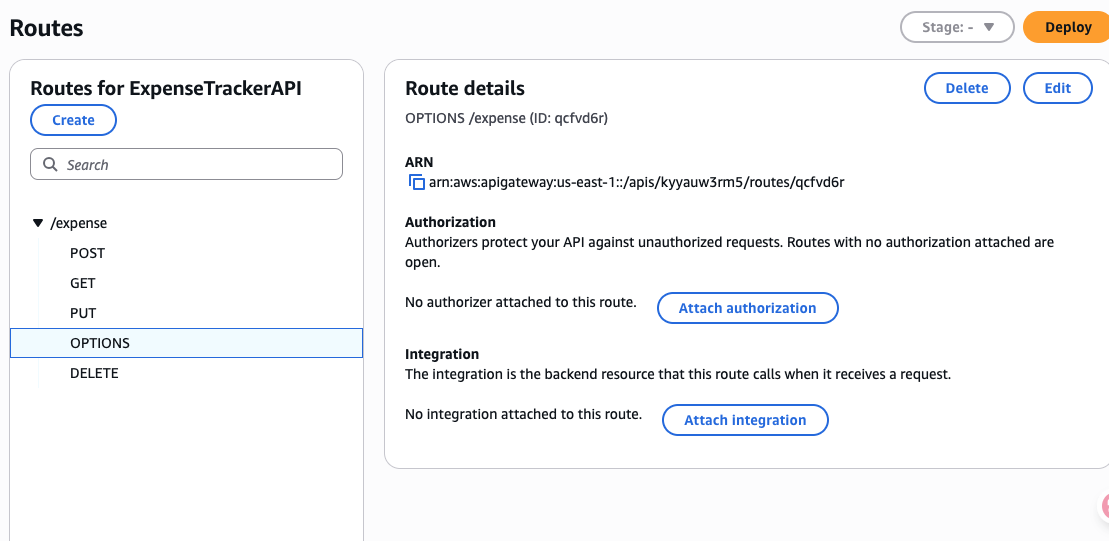 Routes
Stage: -
Deploy
Routes for ExpenseTrackerAPI
Create
Search
/expense
POST
GET
PUT
OPTIONS
DELETE
Route details
Delete
Edit
OPTIONS /expense (ID: qcfvd6r)
ARN
arn:aws:apigateway:us-east-1::/apis/kyyauw3rm5/routes/qcfvd6r
Authorization
Authorizers protect your API against unauthorized requests. Routes with no authorization attached are
open.
No authorizer attached to this route.
Attach authorization
Integration
The integration is the backend resource that this route calls when it receives a request.
No integration attached to this route.
Attach integration